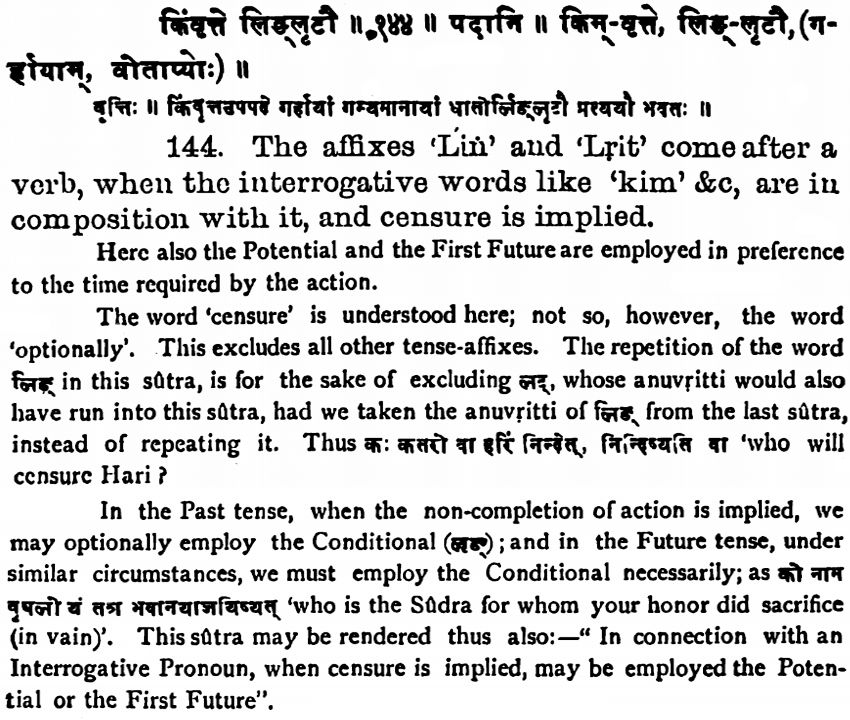 किंवृत्ते लिङ्लृटौ ॥ १४४ ॥ पदानि ॥ किम्-वृत्ते, लिङ्-लृटौ, (ग-
र्हायाम्, वोताप्योः) ॥
वृत्तिः ॥ किंवृत्तउपपदे गर्हायां गम्यमानायां धातोर्लिङ्लृटौ प्रत्ययौ भवतः ॥
144. The affixes ‘Liṅ’ and ‘Lṛit’ come after a
verb, when the interrogative words like ‘kim’ &c, are in
composition with it, and censure is implied.
Here also the Potential and the First Future are employed in preference
to the time required by the action.
The word ‘censure’ is understood here; not so, however, the word
‘optionally’. This excludes all other tense-affixes. The repetition of the word
लिङ् in this sûtra, is for the sake of excluding लट्, whose anuvṛitti would also
have run into this sûtra, had we taken the anuvṛitti of लिङ् from the last sûtra,
instead of repeating it. Thus कः कतरो वा हरिं निन्देत्, निन्दिष्यति वा ‘who will
censure Hari ?
In the Past tense, when the non-completion of action is implied, we
may optionally employ the Conditional (लृङ्) ; and in the Future tense, under
similar circumstances, we must employ the Conditional necessarily; as को नाम
वृषलो यं तत्र भवानयाजयिष्यत् ‘who is the Sûdra for whom your honor did sacrifice
(in vain)’. This sûtra may be rendered thus also:—“ In connection with an
Interrogative Pronoun, when censure is implied, may be employed the Poten-
tial or the First Future”.